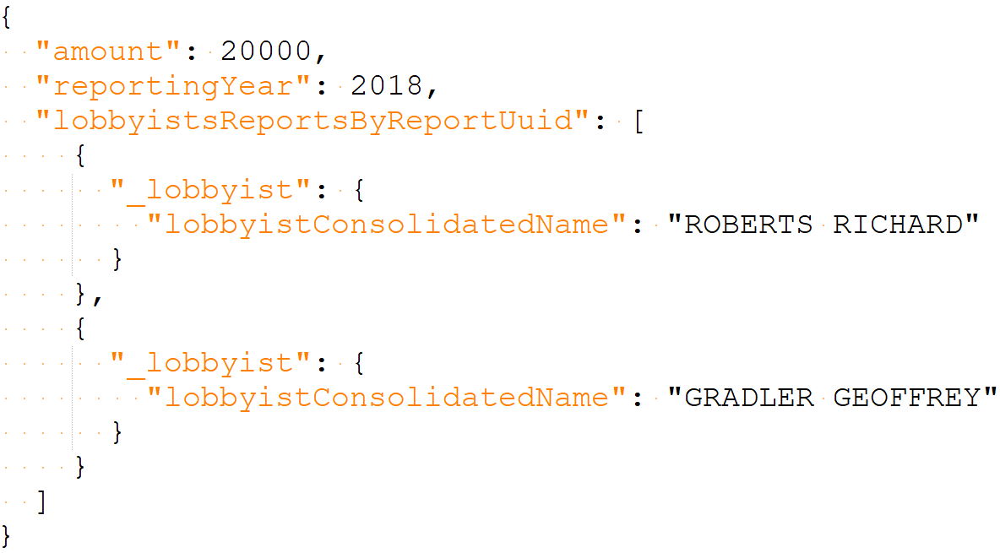 {
  "amount": 20000,
  "reportingYear": 2018,
  "lobbyistsReportsByReportUuid": [
    {
      "_lobbyist": {
        "lobbyistConsolidatedName": "ROBERTS RICHARD"
      }
    },
    {
      "_lobbyist": {
        "lobbyistConsolidatedName": "GRADLER GEOFFREY"
      }
    }
  ]
}